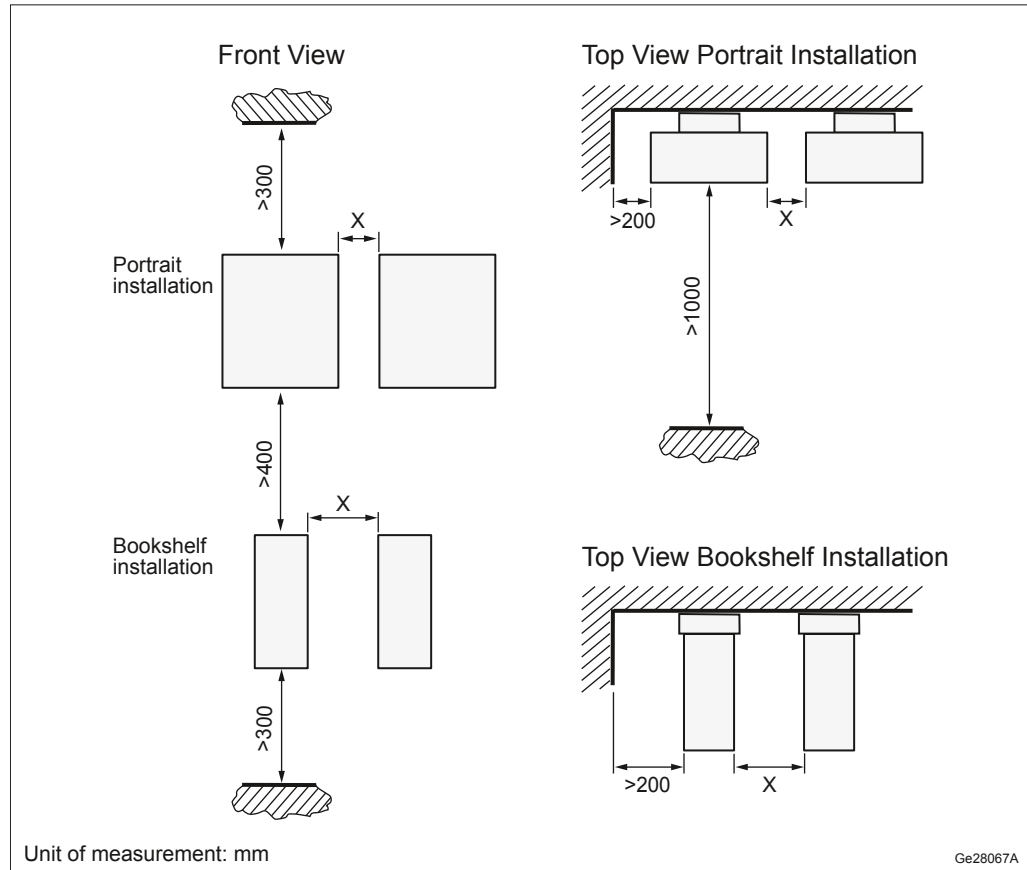 Front View
>300
X
Portrait
installation
>400
X
Bookshelf
installation
>300
Top View Portrait Installation
>200
X
>1000
Top View Bookshelf Installation
>200
X
Unit of measurement: mm
Ge28067A